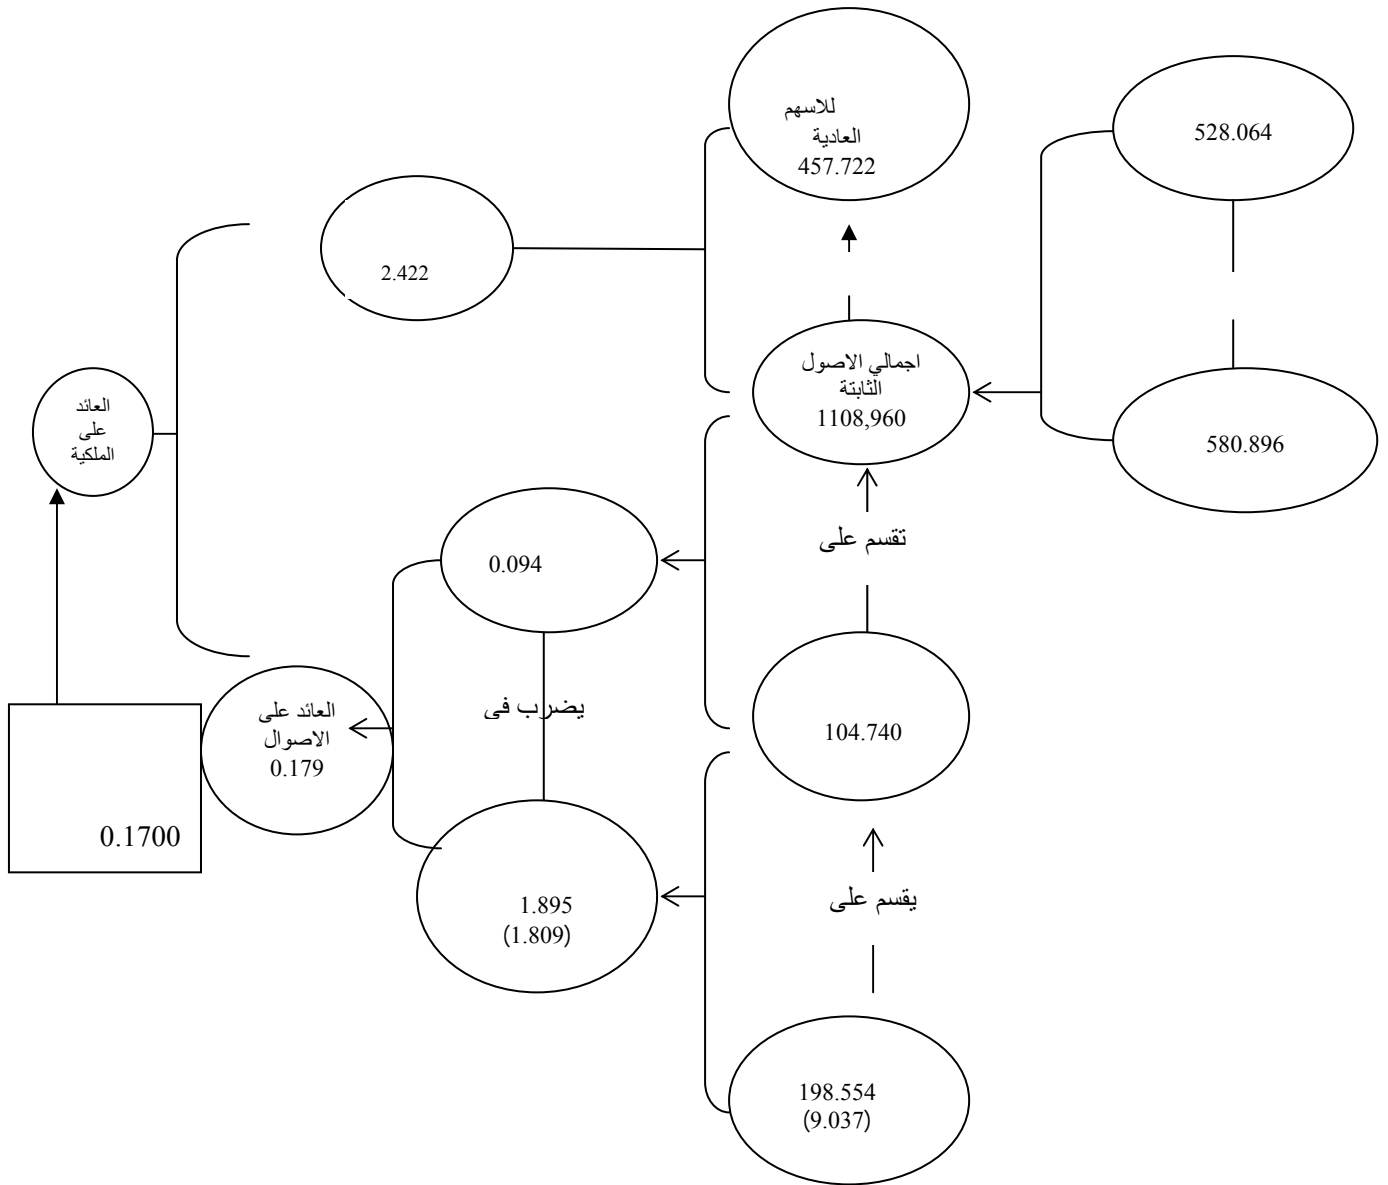 للاسهم
العادية
457.722
528.064
2.422
اجمالي الاصول
الثابتة
1108,960
580.896
العائد
على
الملكية
تقسم على
0.094
يضرب فى
العائد على
الاصوال
0.179
104.740
0.1700
يقسم على
1.895
(1.809)
198.554
(9.037)